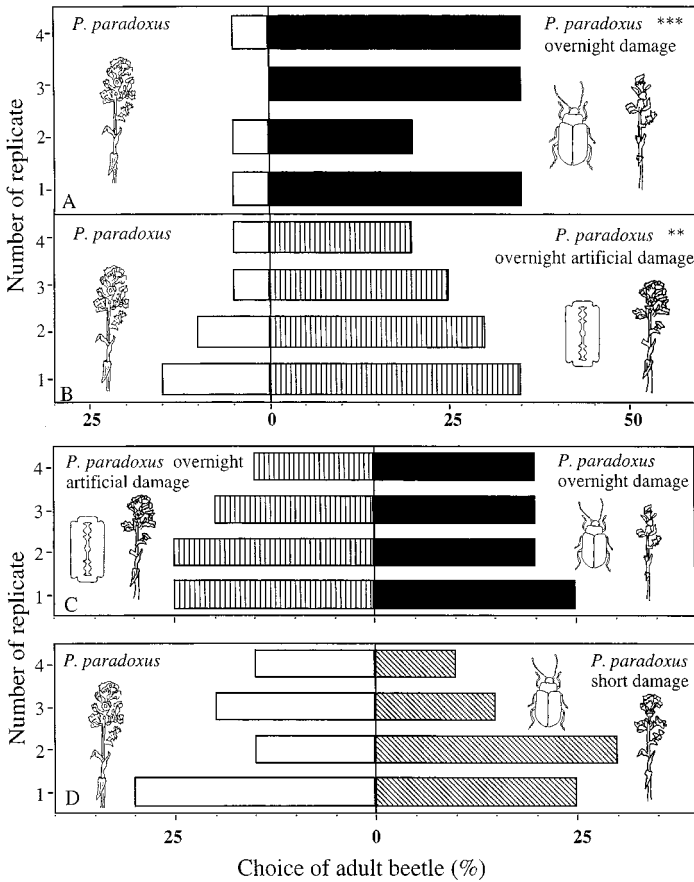 Number of replicate
4
3
2
1
A
P. paradoxus
P. paradoxus ***
overnight damage
4
3
2
1
B
P. paradoxus
P. paradoxus **
overnight artificial damage
25
0
25
50
Number of replicate
4
3
2
1
C
P. paradoxus overnight
artificial damage
P. paradoxus
overnight damage
4
3
2
1
D
P. paradoxus
P. paradoxus
short damage
25
0
25
Choice of adult beetle (%)